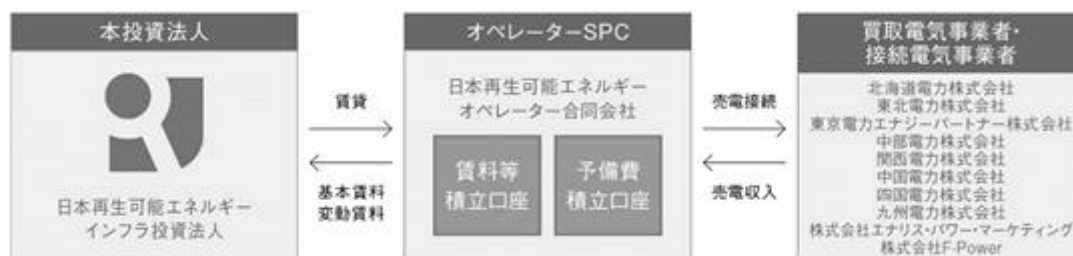 本投資法人
日本再生可能エネルギー
インフラ投資法人
賃貸
基本賃料
変動賃料
オペレーターSPC
日本再生可能エネルギー
オペレーター合同会社
賃料等
積立口座
予備費
積立口座
売電接続
売電収入
買取電気事業者・
接続電気事業者
北海道電力株式会社
東北電力株式会社
東京電力エナジーパートナー株式会社
中部電力株式会社
関西電力株式会社
中国電力株式会社
四国電力株式会社
九州電力株式会社
株式会社エナリス・パワー・マーケティング
株式会社F-Power